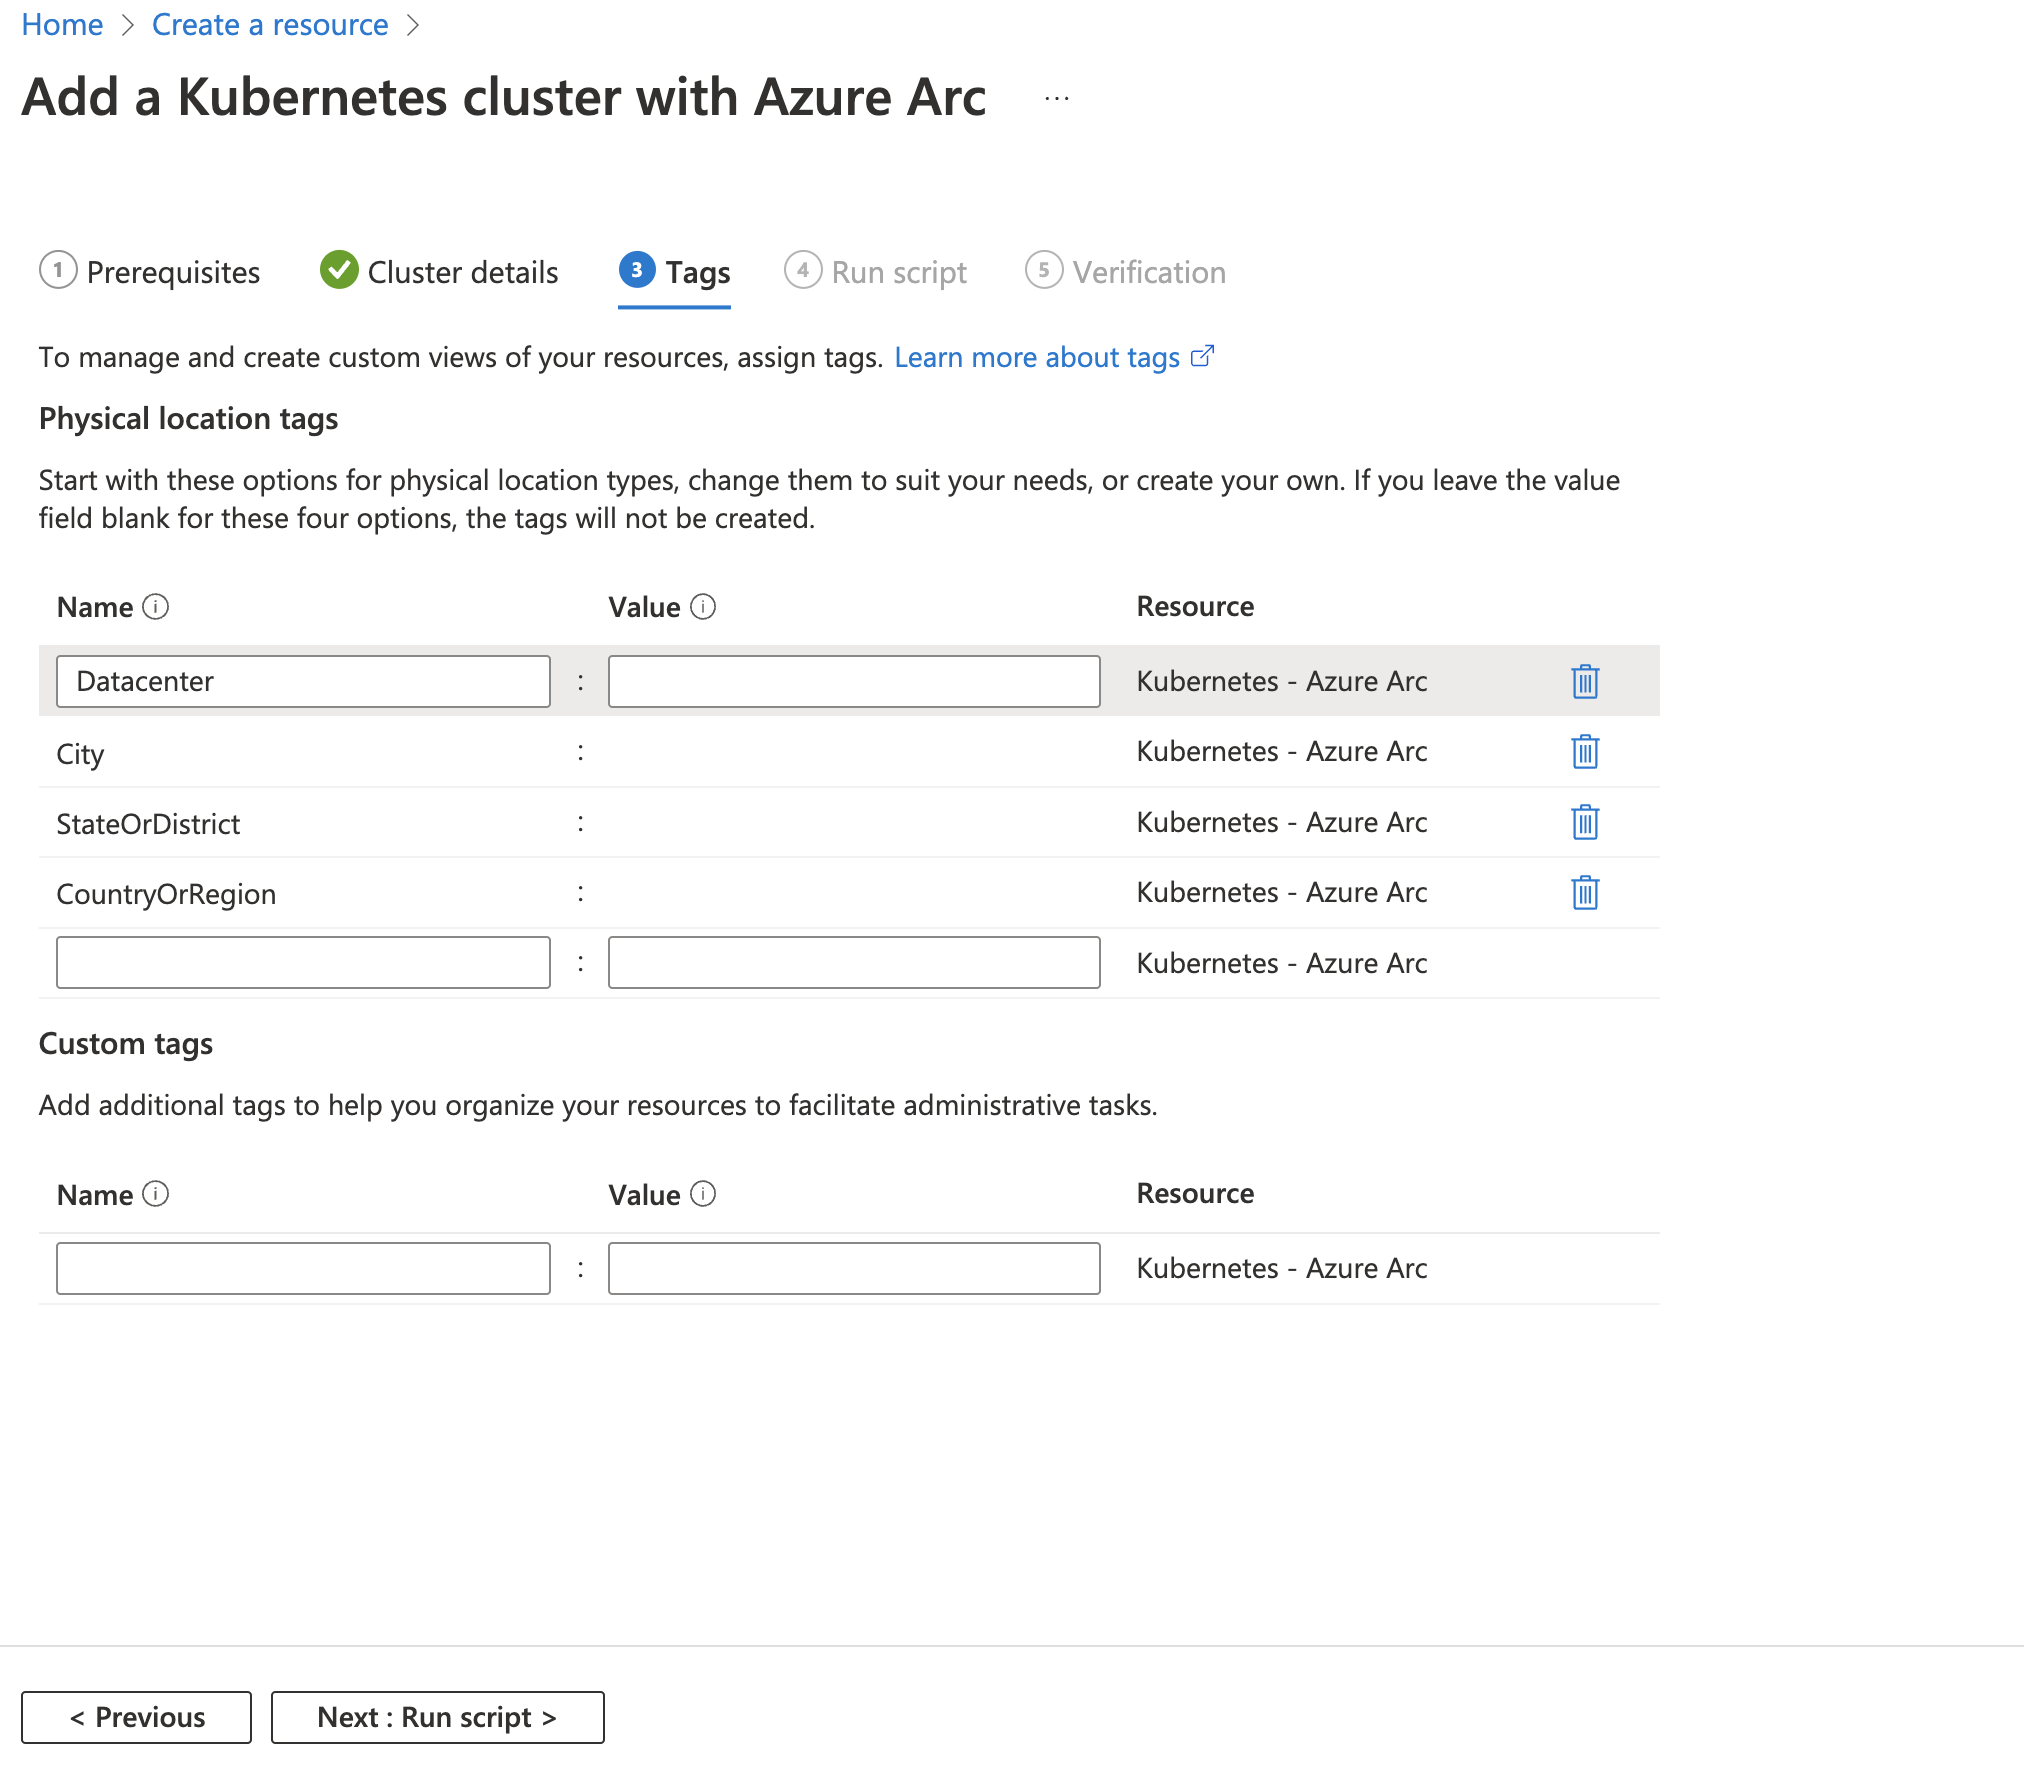 Home > Create a resource >
Add a Kubernetes cluster with Azure Arc ...
1 Prerequisites Cluster details 3 Tags 4 Run script 5 Verification
To manage and create custom views of your resources, assign tags. Learn more about tags
Physical location tags
Start with these options for physical location types, change them to suit your needs, or create your own. If you leave the value
field blank for these four options, the tags will not be created.
Name Value Resource
Datacenter : Kubernetes - Azure Arc
City : Kubernetes - Azure Arc
StateOrDistrict : Kubernetes - Azure Arc
CountryOrRegion : Kubernetes - Azure Arc
: Kubernetes - Azure Arc
Custom tags
Add additional tags to help you organize your resources to facilitate administrative tasks.
Name Value Resource
: Kubernetes - Azure Arc
< Previous Next : Run script >